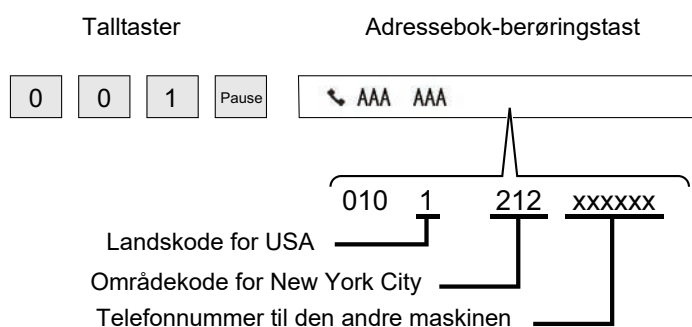 Talltaster Adressebok-berøringstast
0 0 1 Pause AAA AAA
010 1 212 xxxxxx
Landskode for USA
Områdekode for New York City
Telefonnummer til den andre maskinen